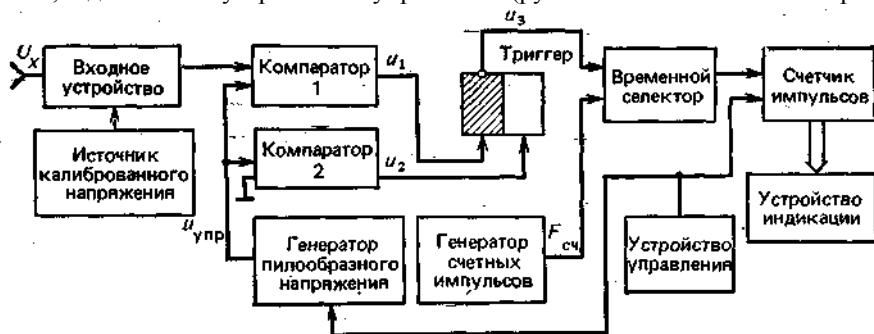 u₃
Uₓ
Входное
устройство
Компаратор
1
u₁
Триггер
Временной
селектор
Счетчик
импульсов
Источник
калиброванного
напряжения
Компаратор
2
u₂
uупр
Генератор
пилообразного
напряжения
Генератор
счетных
импульсов
Fсч
Устройство
управления
Устройство
индикации